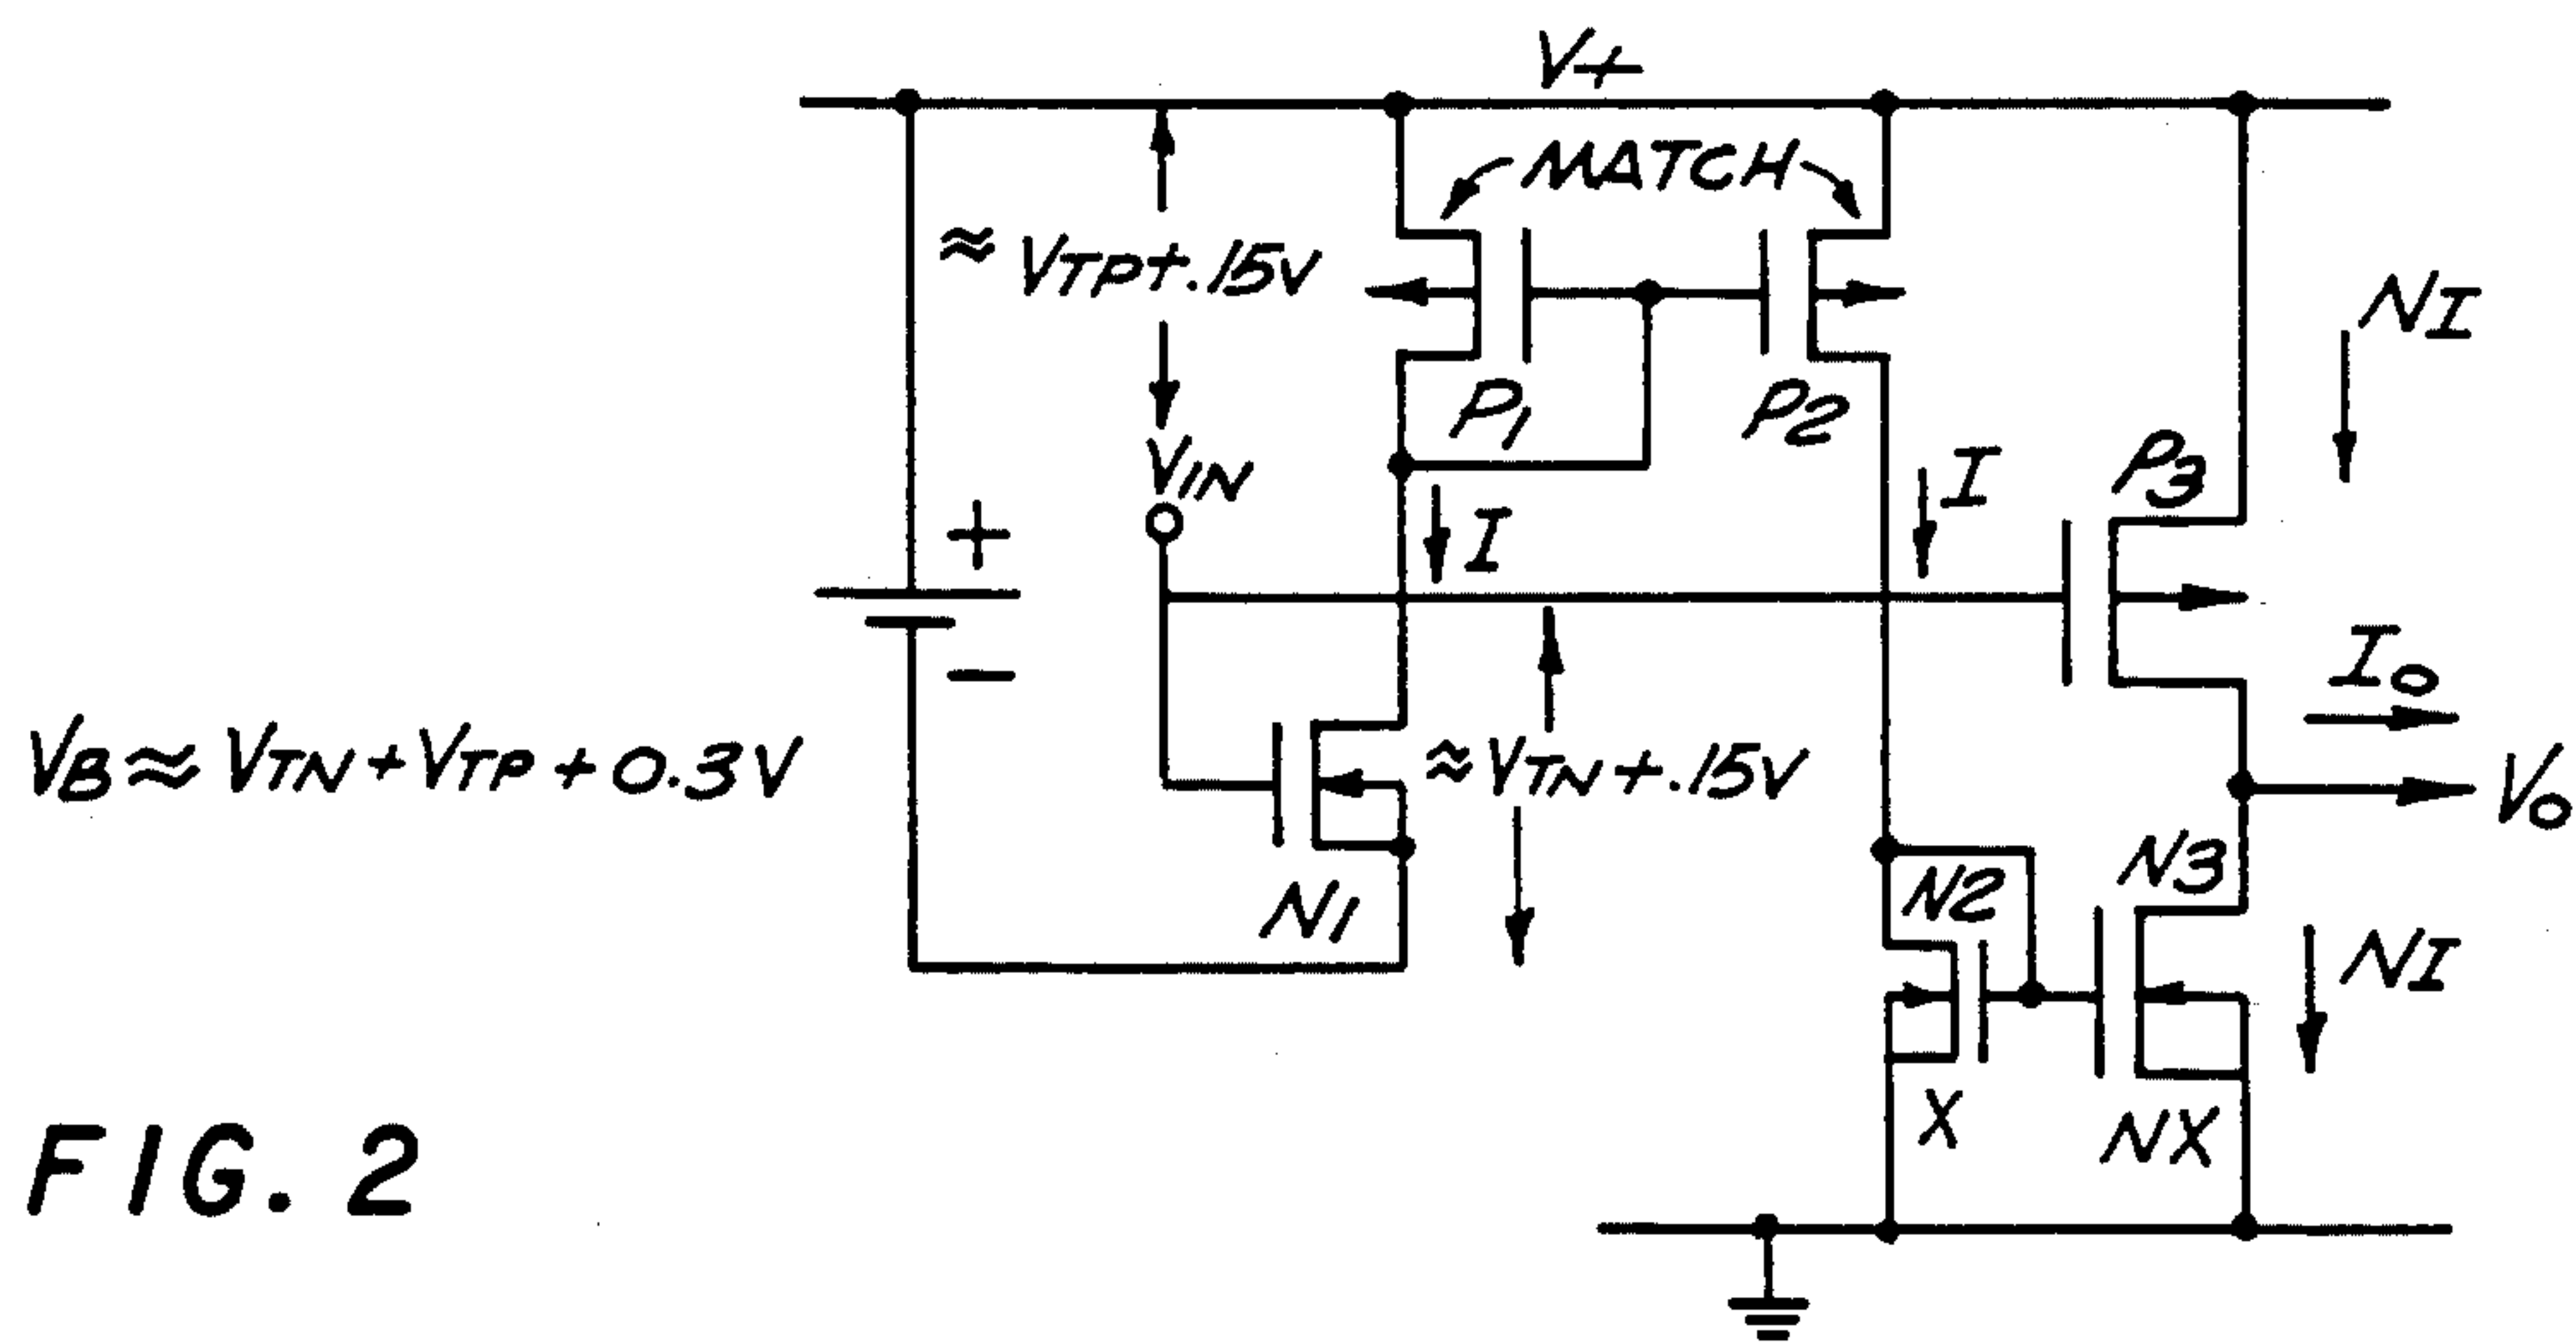 V+
MATCH
≈ VTP+.15V
NI
P1
P2
P3
VIN
I
I
+
−
IO
VB ≈ VTN + VTP + 0.3V
≈ VTN +.15V
VO
N1
N2
N3
NI
X
NX
FIG. 2